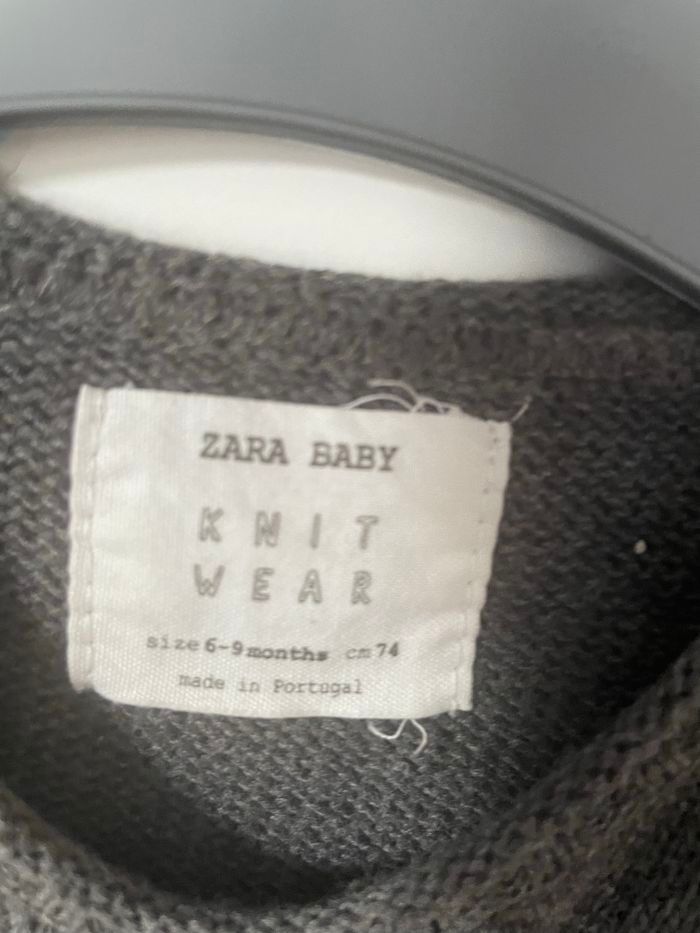 ZARA BABY
KNIT
WEAR
size 6-9 months cm 74
made in Portugal